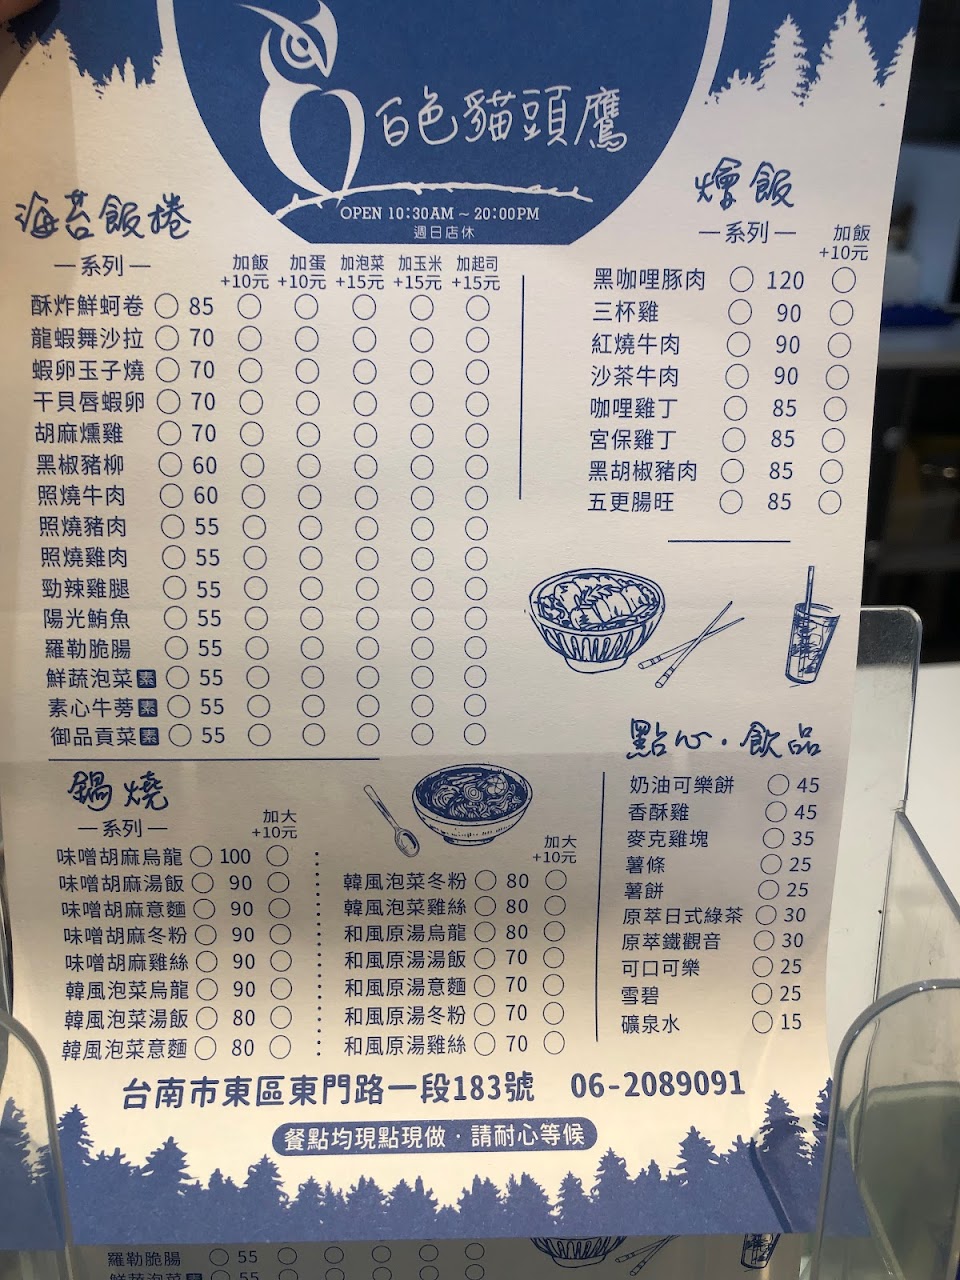 白色貓頭鷹
OPEN 10:30AM ~ 20:00PM
週日店休
海苔飯捲
—系列—
加飯 加蛋 加泡菜 加玉米 加起司
+10元 +10元 +15元 +15元 +15元
酥炸鮮蚵卷 85
龍蝦舞沙拉 70
蝦卵玉子燒 70
干貝唇蝦卵 70
胡麻燻雞 70
黑椒豬柳 60
照燒牛肉 60
照燒豬肉 55
照燒雞肉 55
勁辣雞腿 55
陽光鮪魚 55
羅勒脆腸 55
鮮蔬泡菜素 55
素心牛蒡素 55
御品貢菜素 55
燴飯
—系列—
加飯
+10元
黑咖哩豚肉 120
三杯雞 90
紅燒牛肉 90
沙茶牛肉 90
咖哩雞丁 85
宮保雞丁 85
黑胡椒豬肉 85
五更腸旺 85
鍋燒
—系列—
加大
+10元
味噌胡麻烏龍 100
味噌胡麻湯飯 90
味噌胡麻意麵 90
味噌胡麻冬粉 90
味噌胡麻雞絲 90
韓風泡菜烏龍 90
韓風泡菜湯飯 80
韓風泡菜意麵 80
加大
+10元
韓風泡菜冬粉 80
韓風泡菜雞絲 80
和風原湯烏龍 80
和風原湯湯飯 70
和風原湯意麵 70
和風原湯冬粉 70
和風原湯雞絲 70
點心·飲品
奶油可樂餅 45
香酥雞 45
麥克雞塊 35
薯條 25
薯餅 25
原萃日式綠茶 30
原萃鐵觀音 30
可口可樂 25
雪碧 25
礦泉水 15
台南市東區東門路一段183號 06-2089091
餐點均現點現做·請耐心等候
羅勒脆腸 55
鮮蔬泡菜素 55